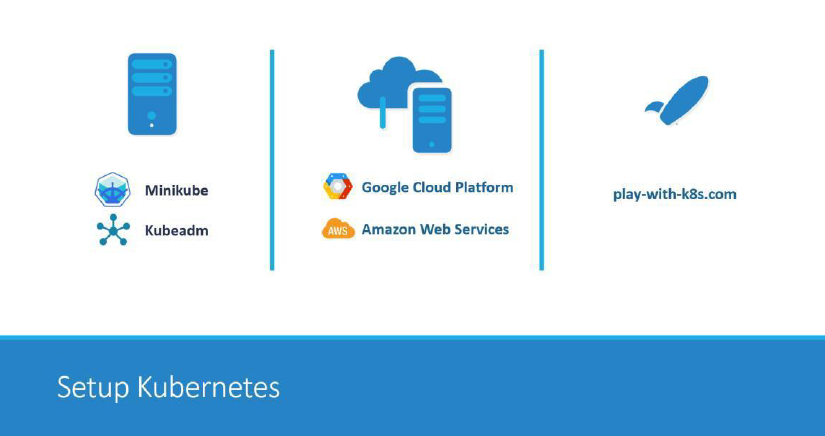 Minikube
Kubeadm
Google Cloud Platform
AWS
Amazon Web Services
play-with-k8s.com
Setup Kubernetes